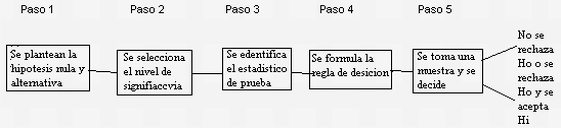 Paso 1
Paso 2
Paso 3
Paso 4
Paso 5
Se plantean la
hipotesis nula y
alternativa
Se selecciona
el nivel de
signifiaccvia
Se edentifica
el estadistico
de prueba
Se formula la
regla de desicion
Se toma una
muestra y se
decide
No se
rechaza
Ho o se
rechaza
Ho y se
acepta
Hi